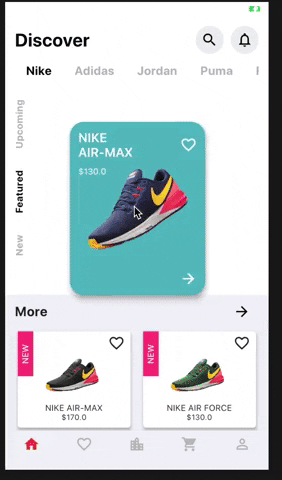 Discover
Nike Adidas Jordan Puma
Upcoming
Featured
New
NIKE
AIR-MAX
$130.0
More
NEW
NIKE AIR-MAX
$170.0
NEW
NIKE AIR FORCE
$130.0